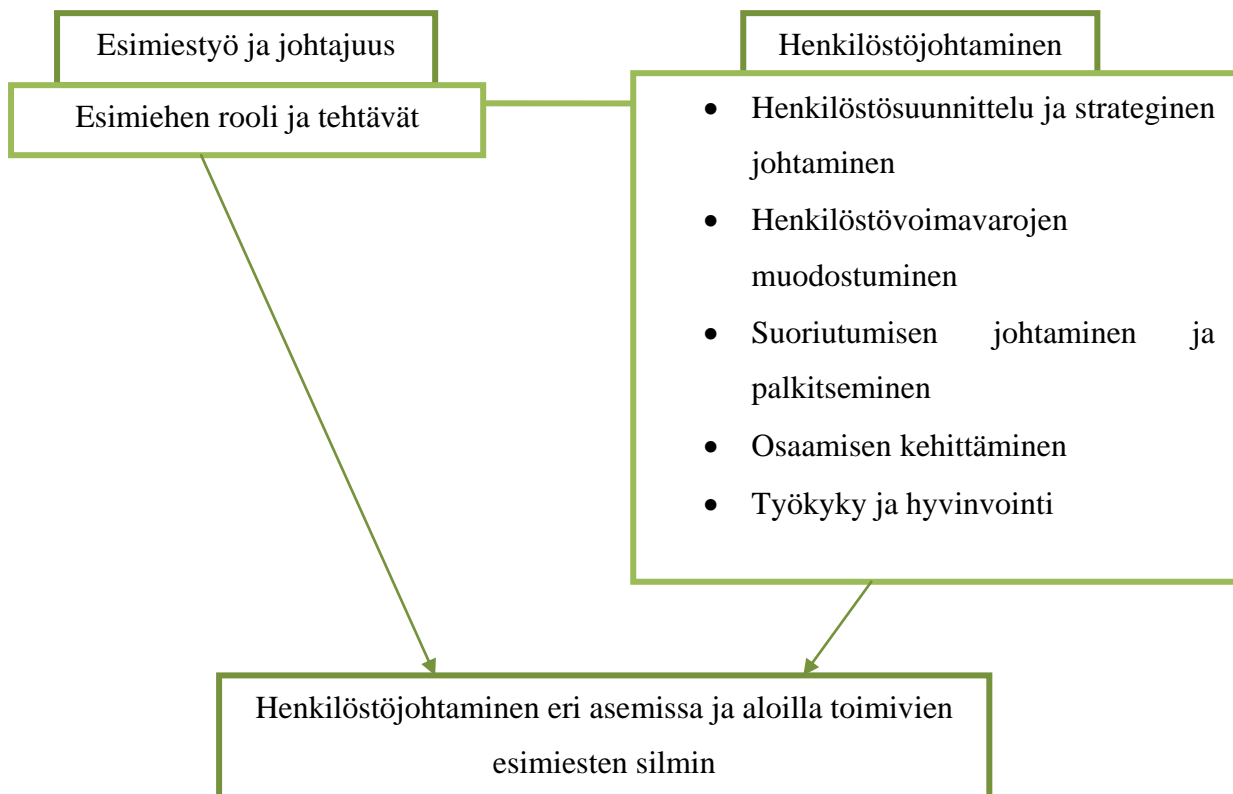 Esimiestyö ja johtajuus
Esimiehen rooli ja tehtävät
Henkilöstöjohtaminen
• Henkilöstösuunnittelu ja strateginen
johtaminen
• Henkilöstövoimavarojen
muodostuminen
• Suoriutumisen johtaminen ja
palkitseminen
• Osaamisen kehittäminen
• Työkyky ja hyvinvointi
Henkilöstöjohtaminen eri asemissa ja aloilla toimivien
esimiesten silmin